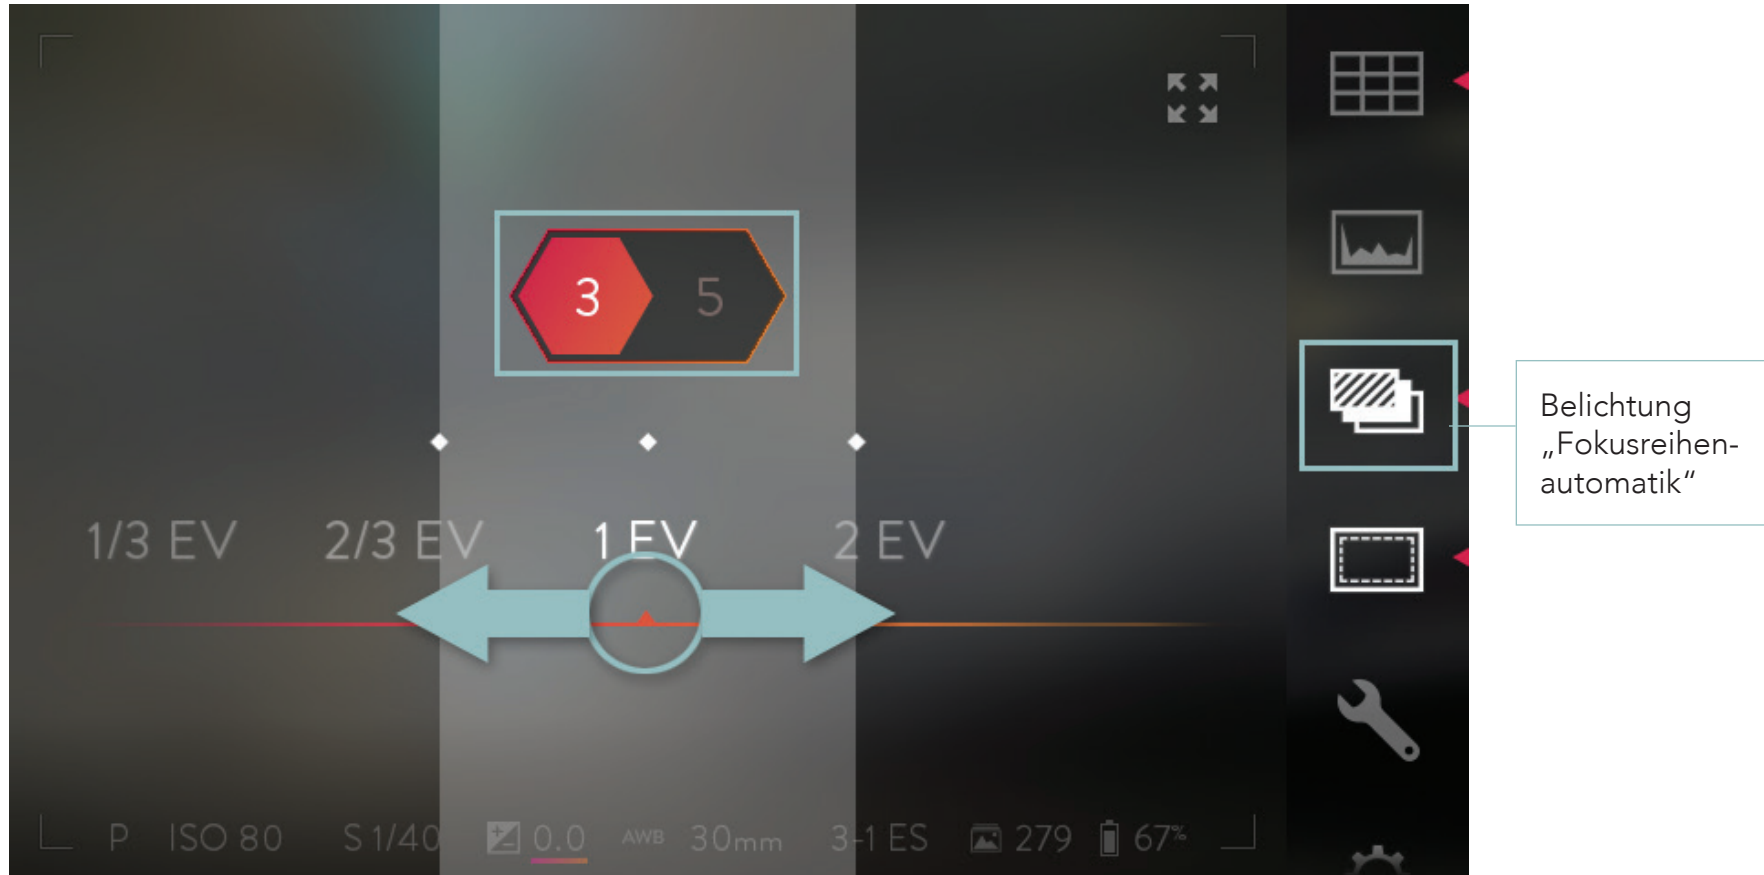 3 5
1/3 EV 2/3 EV 1 EV 2 EV
P ISO 80 S 1/40 0.0 AWB 30mm 3-1 ES 279 67%
Belichtung
„Fokusreihen-
automatik“